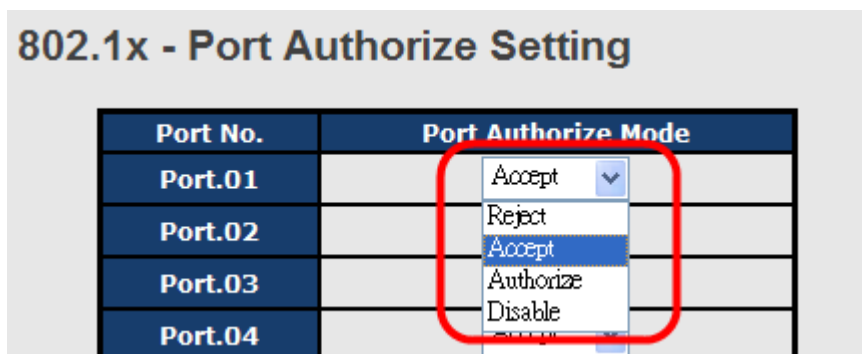 802.1x - Port Authorize Setting
Port No. Port Authorize Mode
Port.01 Accept
Reject
Port.02
Accept
Port.03 Authorize
Disable
Port.04